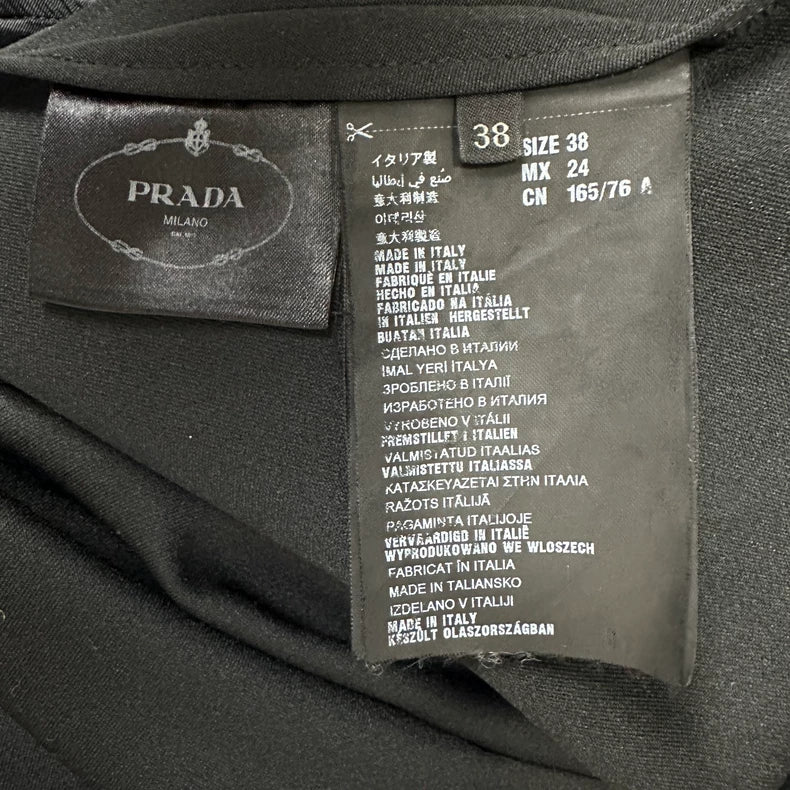 PRADA
MILANO
38
SIZE 38
MX 24
CN 165/76 A
イタリア製
صنع في إيطاليا
意大利制造
이탈리산
意大利製造
MADE IN ITALY
MADE IN ITALY
FABRIQUÉ EN ITALIE
HECHO EN ITALIA
FABRICADO NA ITÁLIA
IN ITALIEN HERGESTELLT
BUATAN ITALIA
СДЕЛАНО В ИТАЛИИ
IMAL YERİ İTALYA
ЗРОБЛЕНО В ІТАЛІЇ
ИЗРАБОТЕНО В ИТАЛИЯ
VYROBENO V ITÁLII
FREMSTILLET I ITALIEN
VALMISTATUD ITAALIAS
VALMISTETTU ITALIASSA
ΚΑΤΑΣΚΕΥΑΖΕΤΑΙ ΣΤΗΝ ΙΤΑΛΙΑ
RAŽOTS ITĀLIJĀ
PAGAMINTA ITALIJOJE
VERVAARDIGD IN ITALIË
WYPRODUKOWANO WE WLOSZECH
FABRICAT ÎN ITALIA
MADE IN TALIANSKO
IZDELANO V ITALIJI
MADE IN ITALY
KÉSZÜLT OLASZORSZÁGBAN